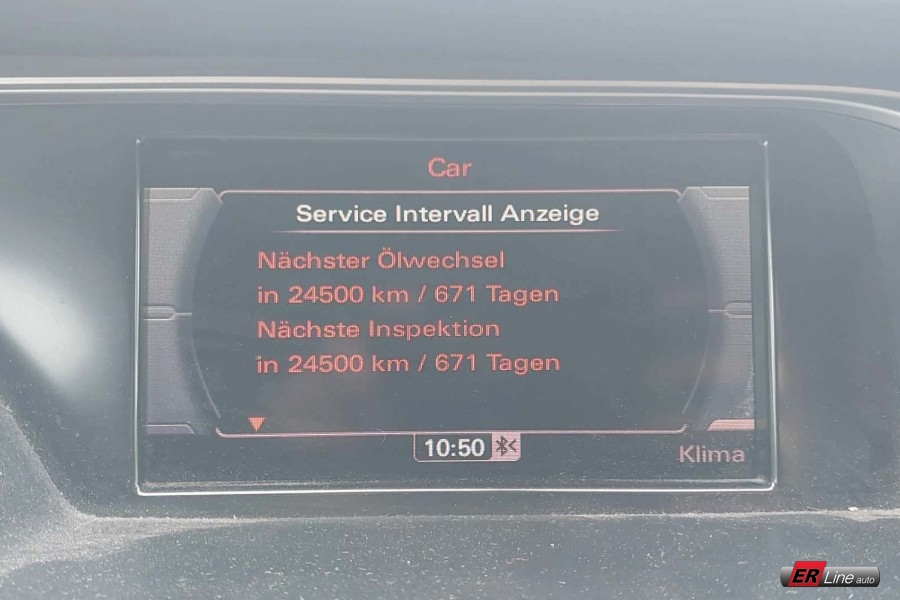 Car
Service Intervall Anzeige
Nächster Ölwechsel
in 24500 km / 671 Tagen
Nächste Inspektion
in 24500 km / 671 Tagen
10:50
Klima
ER Line auto